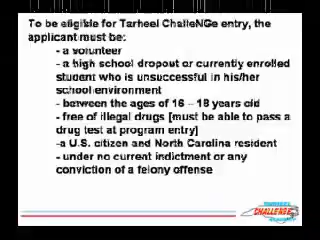 To be eligible for Tarheel ChalleNGe entry, the
applicant must be:
- a volunteer
- a high school dropout or currently enrolled
student who is unsuccessful in his/her
school environment
- between the ages of 16 – 18 years old
- free of illegal drugs [must be able to pass a
drug test at program entry]
-a U.S. citizen and North Carolina resident
- under no current indictment or any
conviction of a felony offense
TARHEEL
CHALLENGE